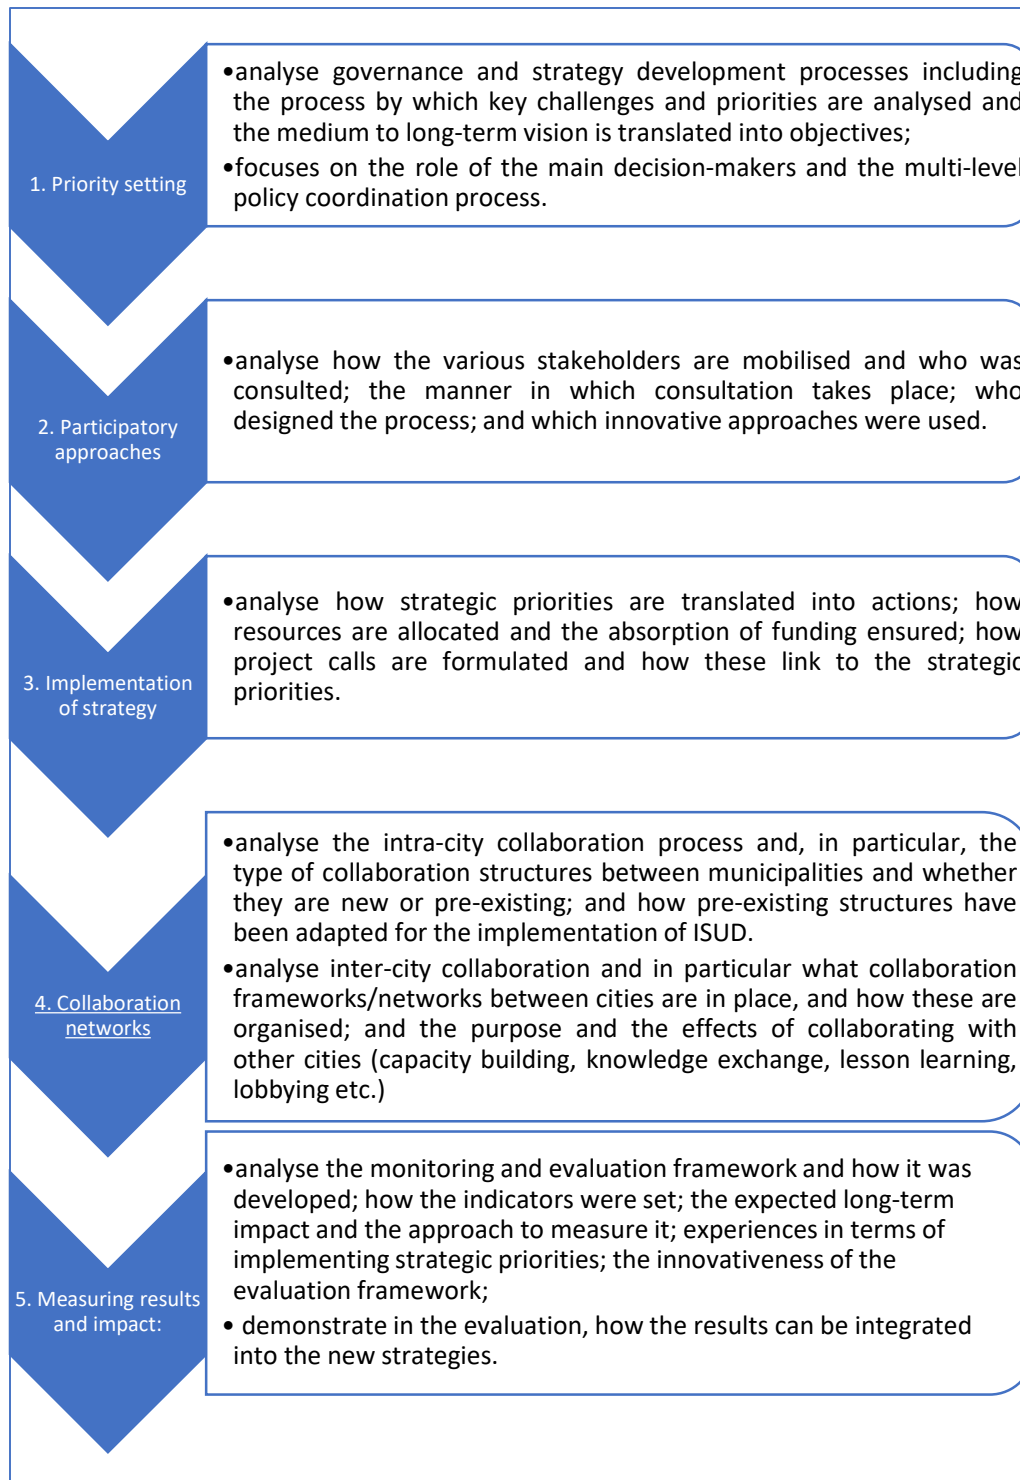 1. Priority setting
•analyse governance and strategy development processes including
the process by which key challenges and priorities are analysed and
the medium to long-term vision is translated into objectives;
•focuses on the role of the main decision-makers and the multi-level
policy coordination process.
2. Participatory
approaches
•analyse how the various stakeholders are mobilised and who was
consulted; the manner in which consultation takes place; who
designed the process; and which innovative approaches were used.
3. Implementation
of strategy
•analyse how strategic priorities are translated into actions; how
resources are allocated and the absorption of funding ensured; how
project calls are formulated and how these link to the strategic
priorities.
4. Collaboration
networks
•analyse the intra-city collaboration process and, in particular, the
type of collaboration structures between municipalities and whether
they are new or pre-existing; and how pre-existing structures have
been adapted for the implementation of ISUD.
•analyse inter-city collaboration and in particular what collaboration
frameworks/networks between cities are in place, and how these are
organised; and the purpose and the effects of collaborating with
other cities (capacity building, knowledge exchange, lesson learning,
lobbying etc.)
5. Measuring results
and impact:
•analyse the monitoring and evaluation framework and how it was
developed; how the indicators were set; the expected long-term
impact and the approach to measure it; experiences in terms of
implementing strategic priorities; the innovativeness of the
evaluation framework;
• demonstrate in the evaluation, how the results can be integrated
into the new strategies.